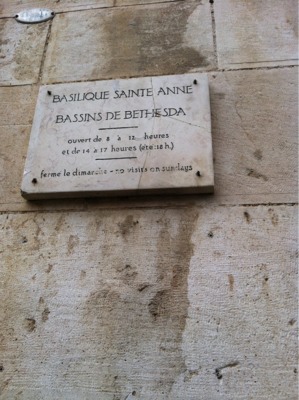 BASILIQUE SAINTE ANNE
BASSINS DE BETHESDA
ouvert de 8 à 12 heures
et de 14 à 17 heures (été:18 h.)
fermé le dimanche - no visits on sundays